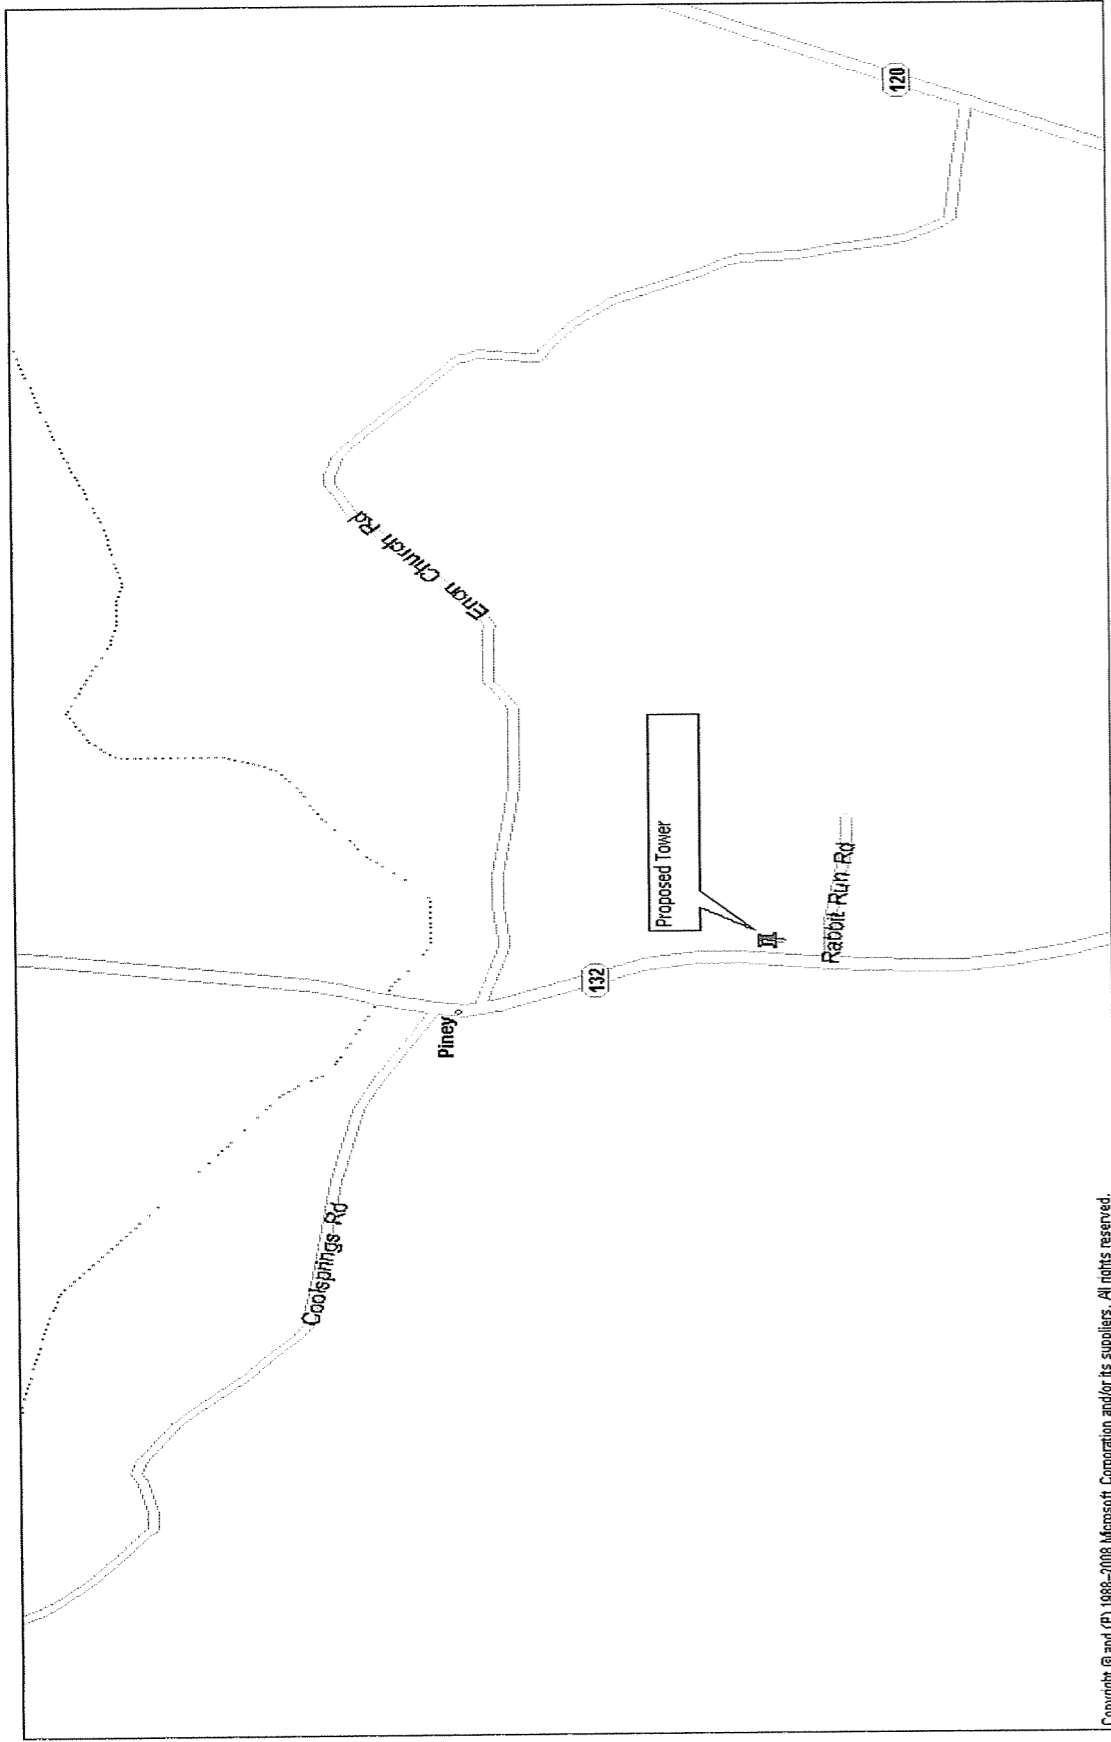 120
Enon Church Rd
Proposed Tower
Rabbit Run Rd
132
Piney
Coolsprings Rd
Copyright © and (P) 1988–2008 Microsoft Corporation and/or its suppliers. All rights reserved.